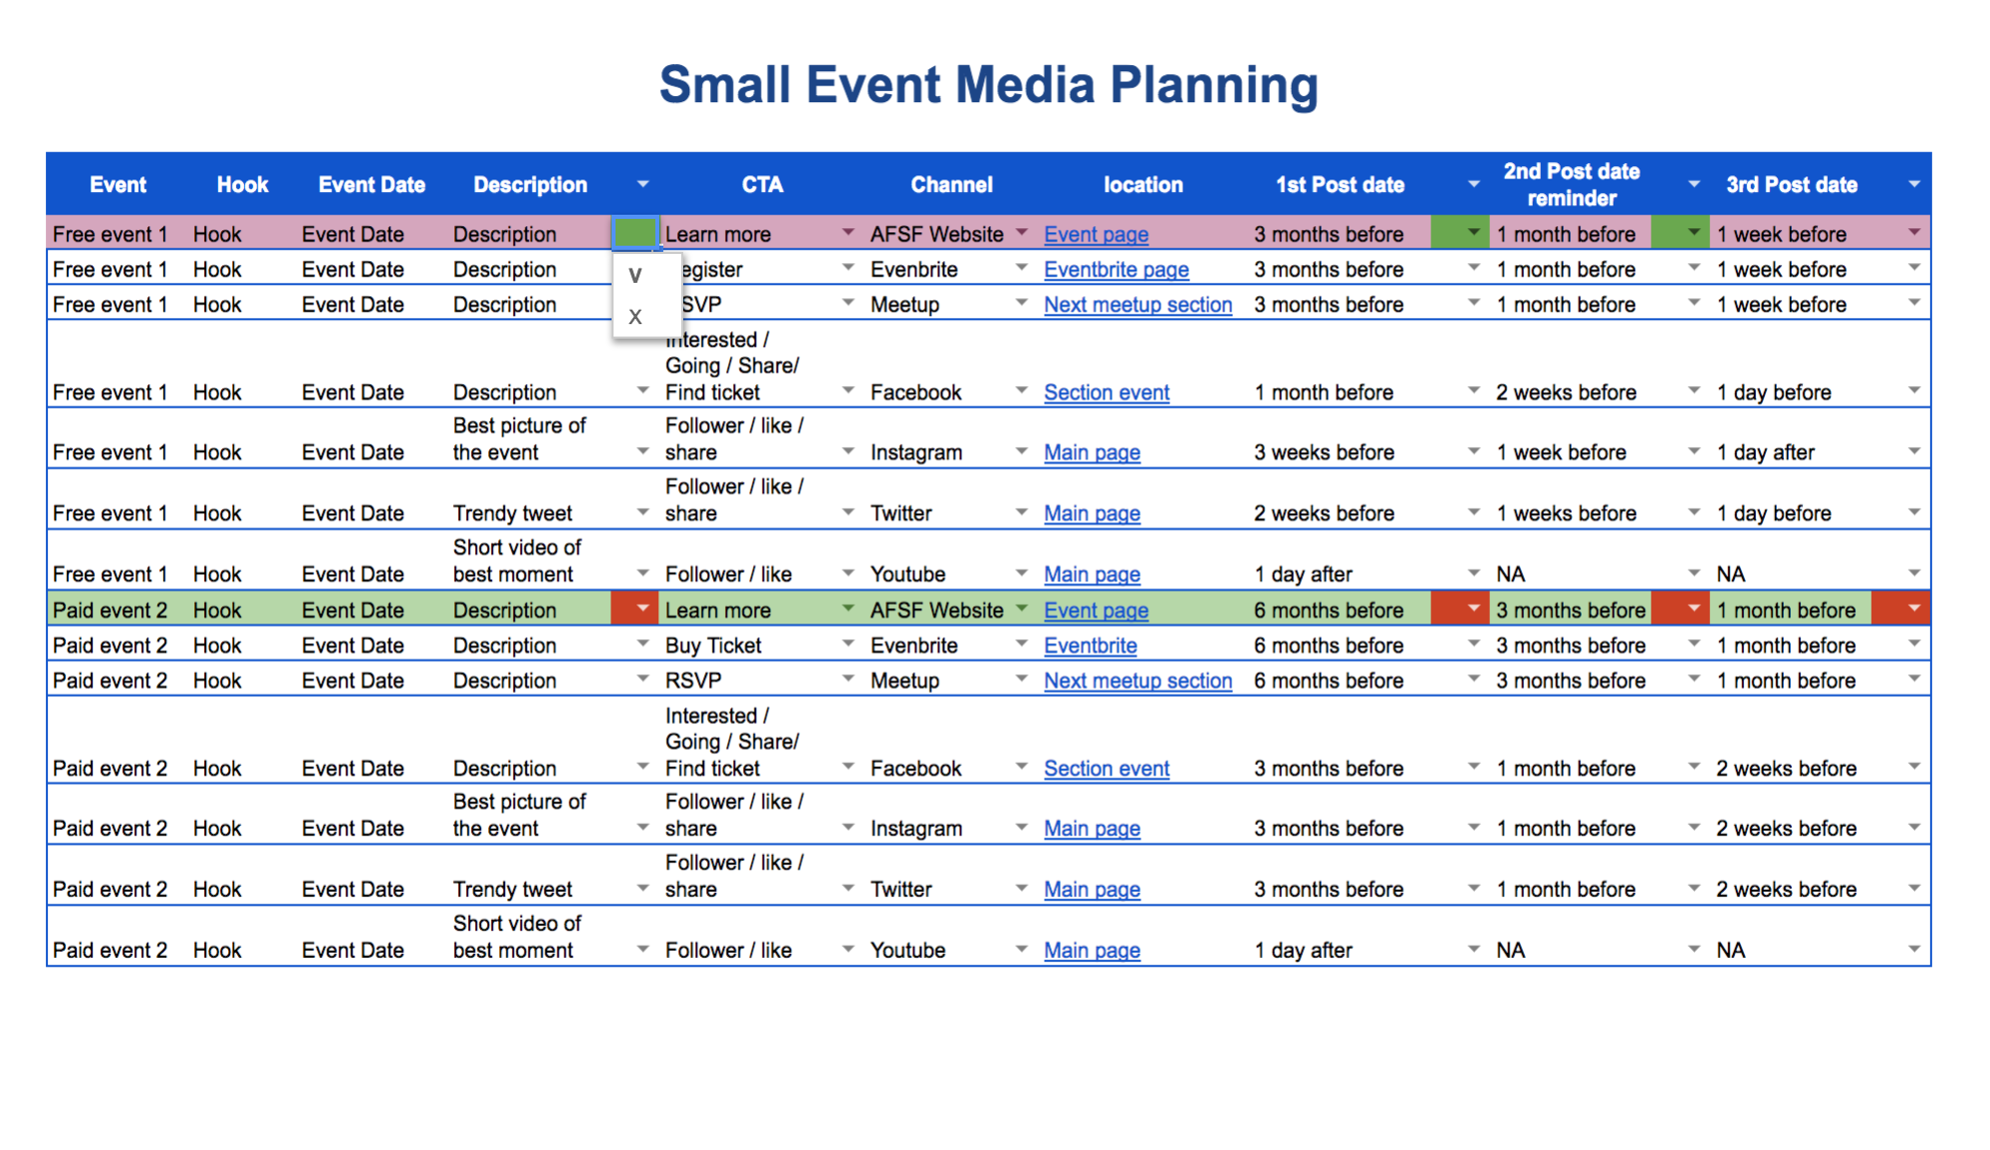 Small Event Media Planning
Event Hook Event Date Description CTA Channel location 1st Post date 2nd Post date reminder 3rd Post date
Free event 1 Hook Event Date Description Learn more AFSF Website Event page 3 months before 1 month before 1 week before
Free event 1 Hook Event Date Description v egister Evenbrite Eventbrite page 3 months before 1 month before 1 week before
Free event 1 Hook Event Date Description x SVP Meetup Next meetup section 3 months before 1 month before 1 week before
Interested /
Going / Share/
Free event 1 Hook Event Date Description Find ticket Facebook Section event 1 month before 2 weeks before 1 day before
Best picture of Follower / like /
Free event 1 Hook Event Date the event share Instagram Main page 3 weeks before 1 week before 1 day after
Follower / like /
Free event 1 Hook Event Date Trendy tweet share Twitter Main page 2 weeks before 1 weeks before 1 day before
Short video of
Free event 1 Hook Event Date best moment Follower / like Youtube Main page 1 day after NA NA
Paid event 2 Hook Event Date Description Learn more AFSF Website Event page 6 months before 3 months before 1 month before
Paid event 2 Hook Event Date Description Buy Ticket Evenbrite Eventbrite 6 months before 3 months before 1 month before
Paid event 2 Hook Event Date Description RSVP Meetup Next meetup section 6 months before 3 months before 1 month before
Interested /
Going / Share/
Paid event 2 Hook Event Date Description Find ticket Facebook Section event 3 months before 1 month before 2 weeks before
Best picture of Follower / like /
Paid event 2 Hook Event Date the event share Instagram Main page 3 months before 1 month before 2 weeks before
Follower / like /
Paid event 2 Hook Event Date Trendy tweet share Twitter Main page 3 months before 1 month before 2 weeks before
Short video of
Paid event 2 Hook Event Date best moment Follower / like Youtube Main page 1 day after NA NA